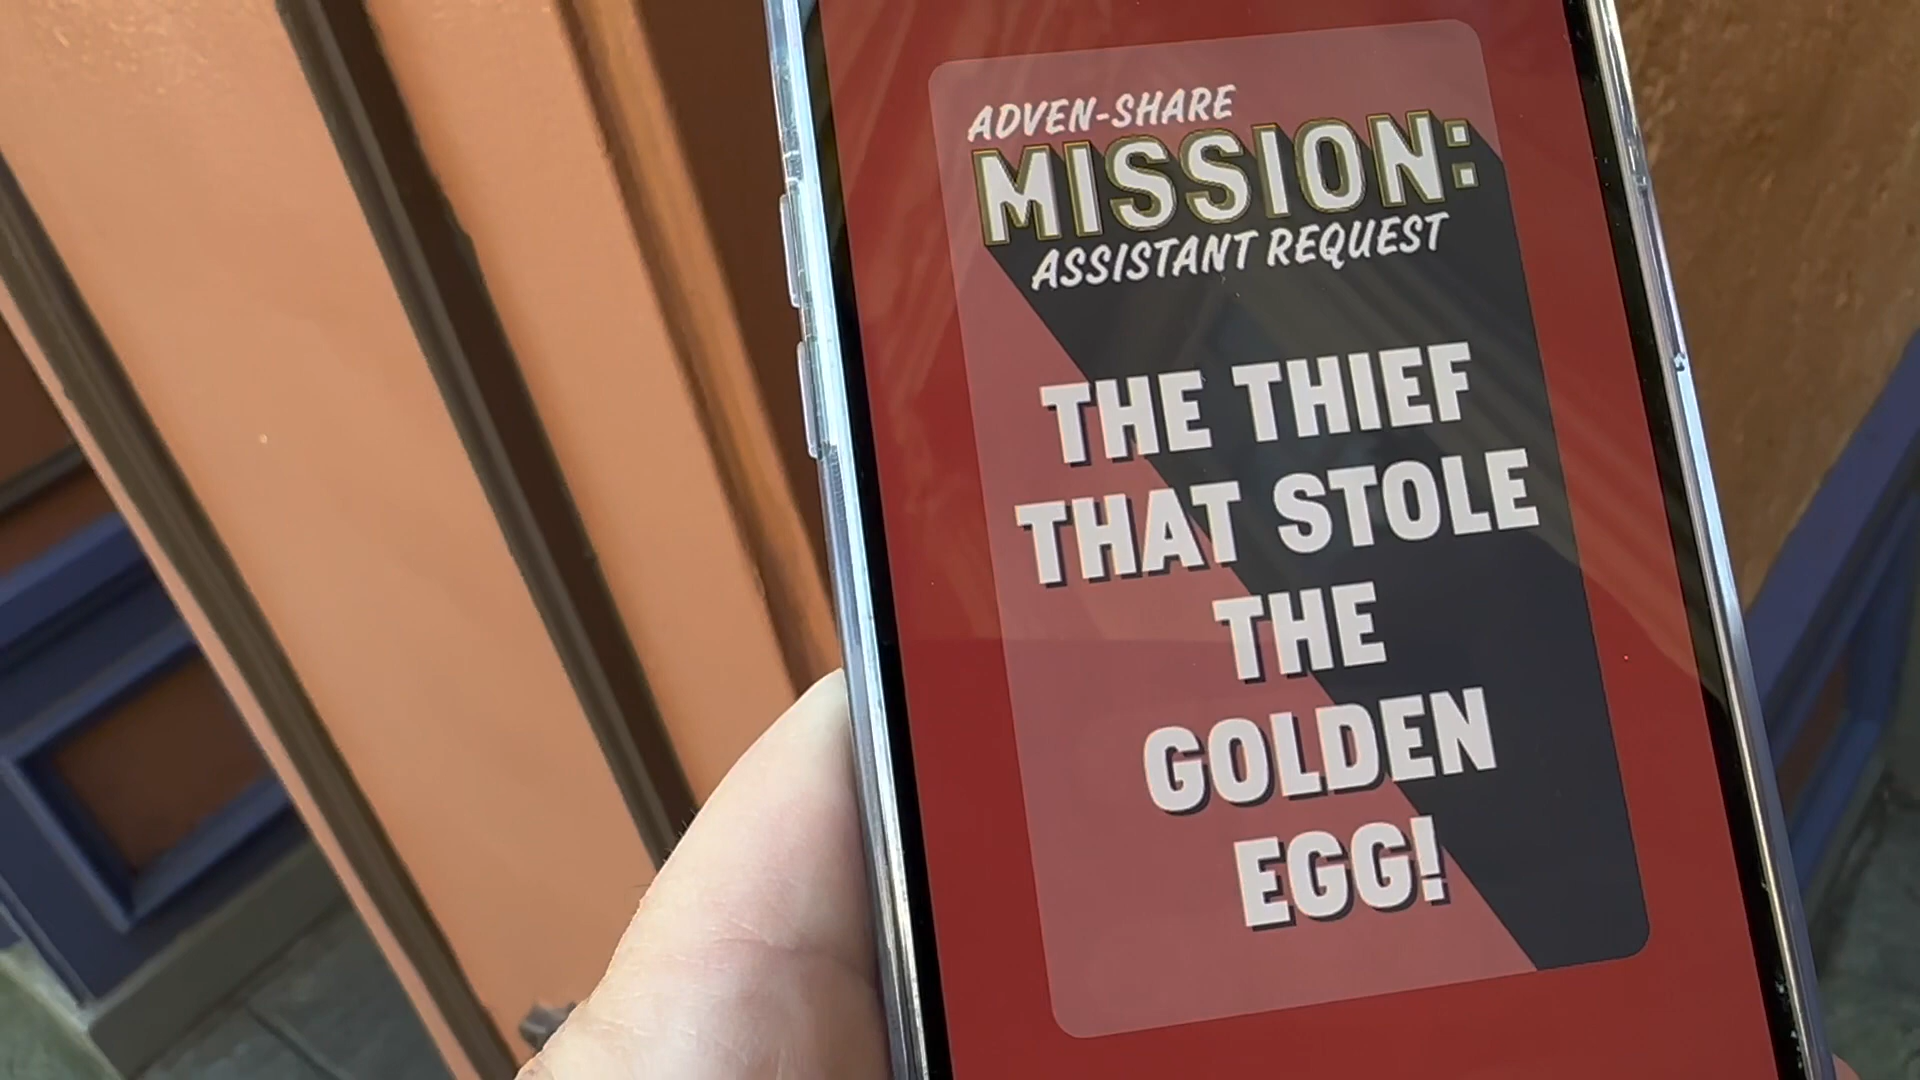 ADVEN-SHARE
MISSION:
ASSISTANT REQUEST
THE THIEF
THAT STOLE
THE
GOLDEN
EGG!